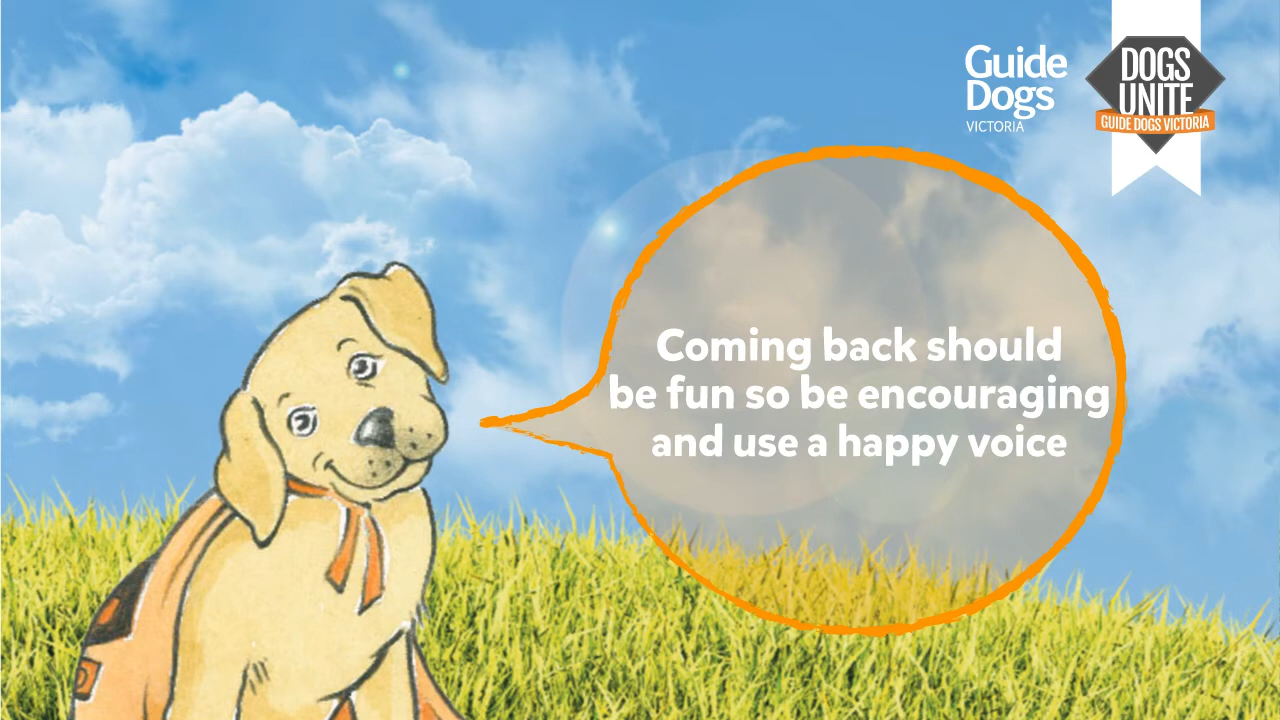 Guide
Dogs
VICTORIA
DOGS
UNITE
GUIDE DOGS VICTORIA
Coming back should
be fun so be encouraging
and use a happy voice